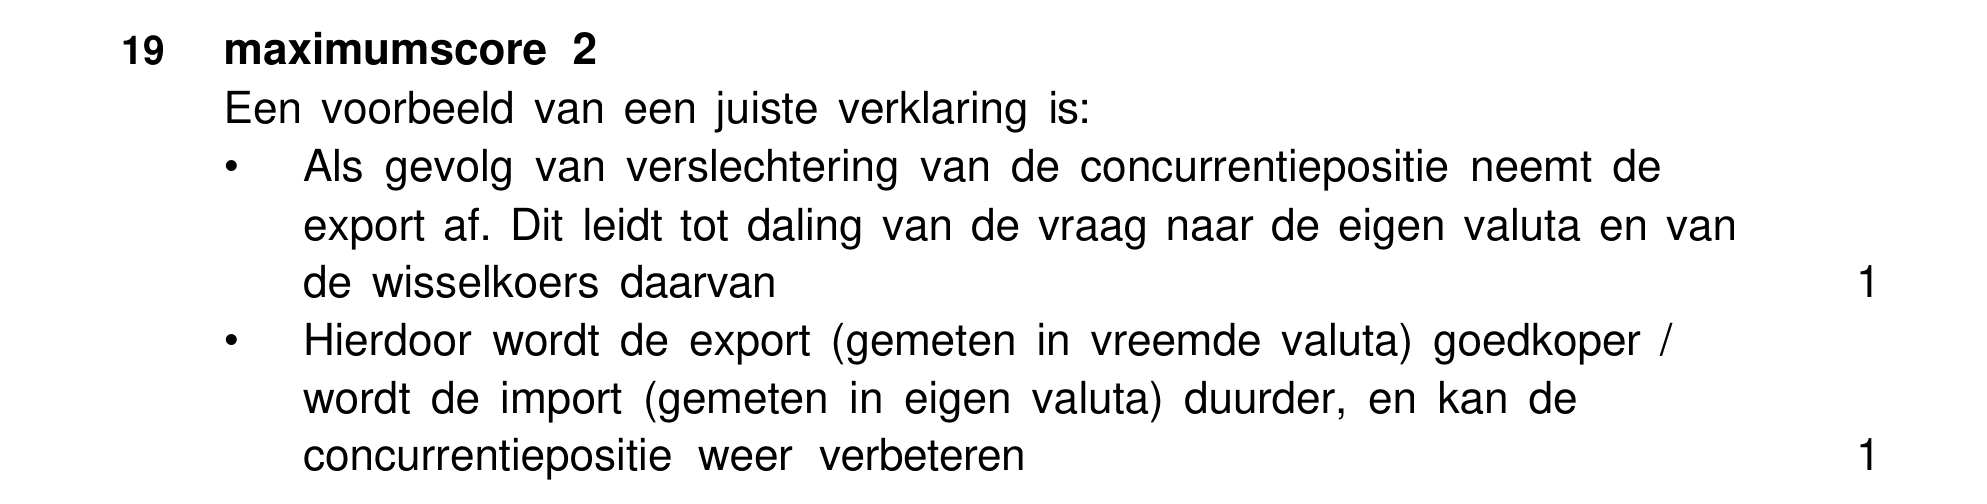 19 maximumscore 2
Een voorbeeld van een juiste verklaring is:
• Als gevolg van verslechtering van de concurrentiepositie neemt de
export af. Dit leidt tot daling van de vraag naar de eigen valuta en van
de wisselkoers daarvan 1
• Hierdoor wordt de export (gemeten in vreemde valuta) goedkoper /
wordt de import (gemeten in eigen valuta) duurder, en kan de
concurrentiepositie weer verbeteren 1